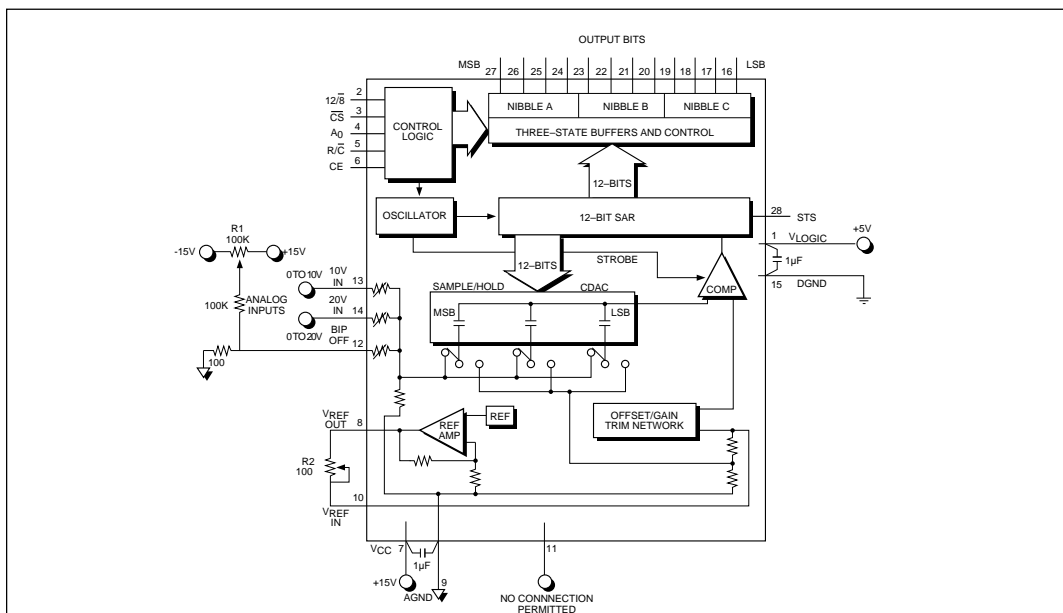 OUTPUT BITS
MSB 27 26 25 24 23 22 21 20 19 18 17 16 LSB
NIBBLE A NIBBLE B NIBBLE C
THREE–STATE BUFFERS AND CONTROL
2
12/8̅
3
C̅S̅
4
A0
5
R/C̅
6
CE
CONTROL
LOGIC
12–BITS
OSCILLATOR
12–BIT SAR
28
STS
1
VLOGIC
+5V
1µF
15
DGND
R1
100K
-15V
+15V
100K
ANALOG
INPUTS
100
0TO10V
10V
IN
13
20V
IN
14
0TO20V
BIP
OFF
12
12–BITS
STROBE
COMP
SAMPLE/HOLD CDAC
MSB
LSB
OFFSET/GAIN
TRIM NETWORK
VREF
OUT
8
REF
AMP
REF
R2
100
10
VREF
IN
VCC
7
1µF
9
+15V
AGND
11
NO CONNNECTION
PERMITTED